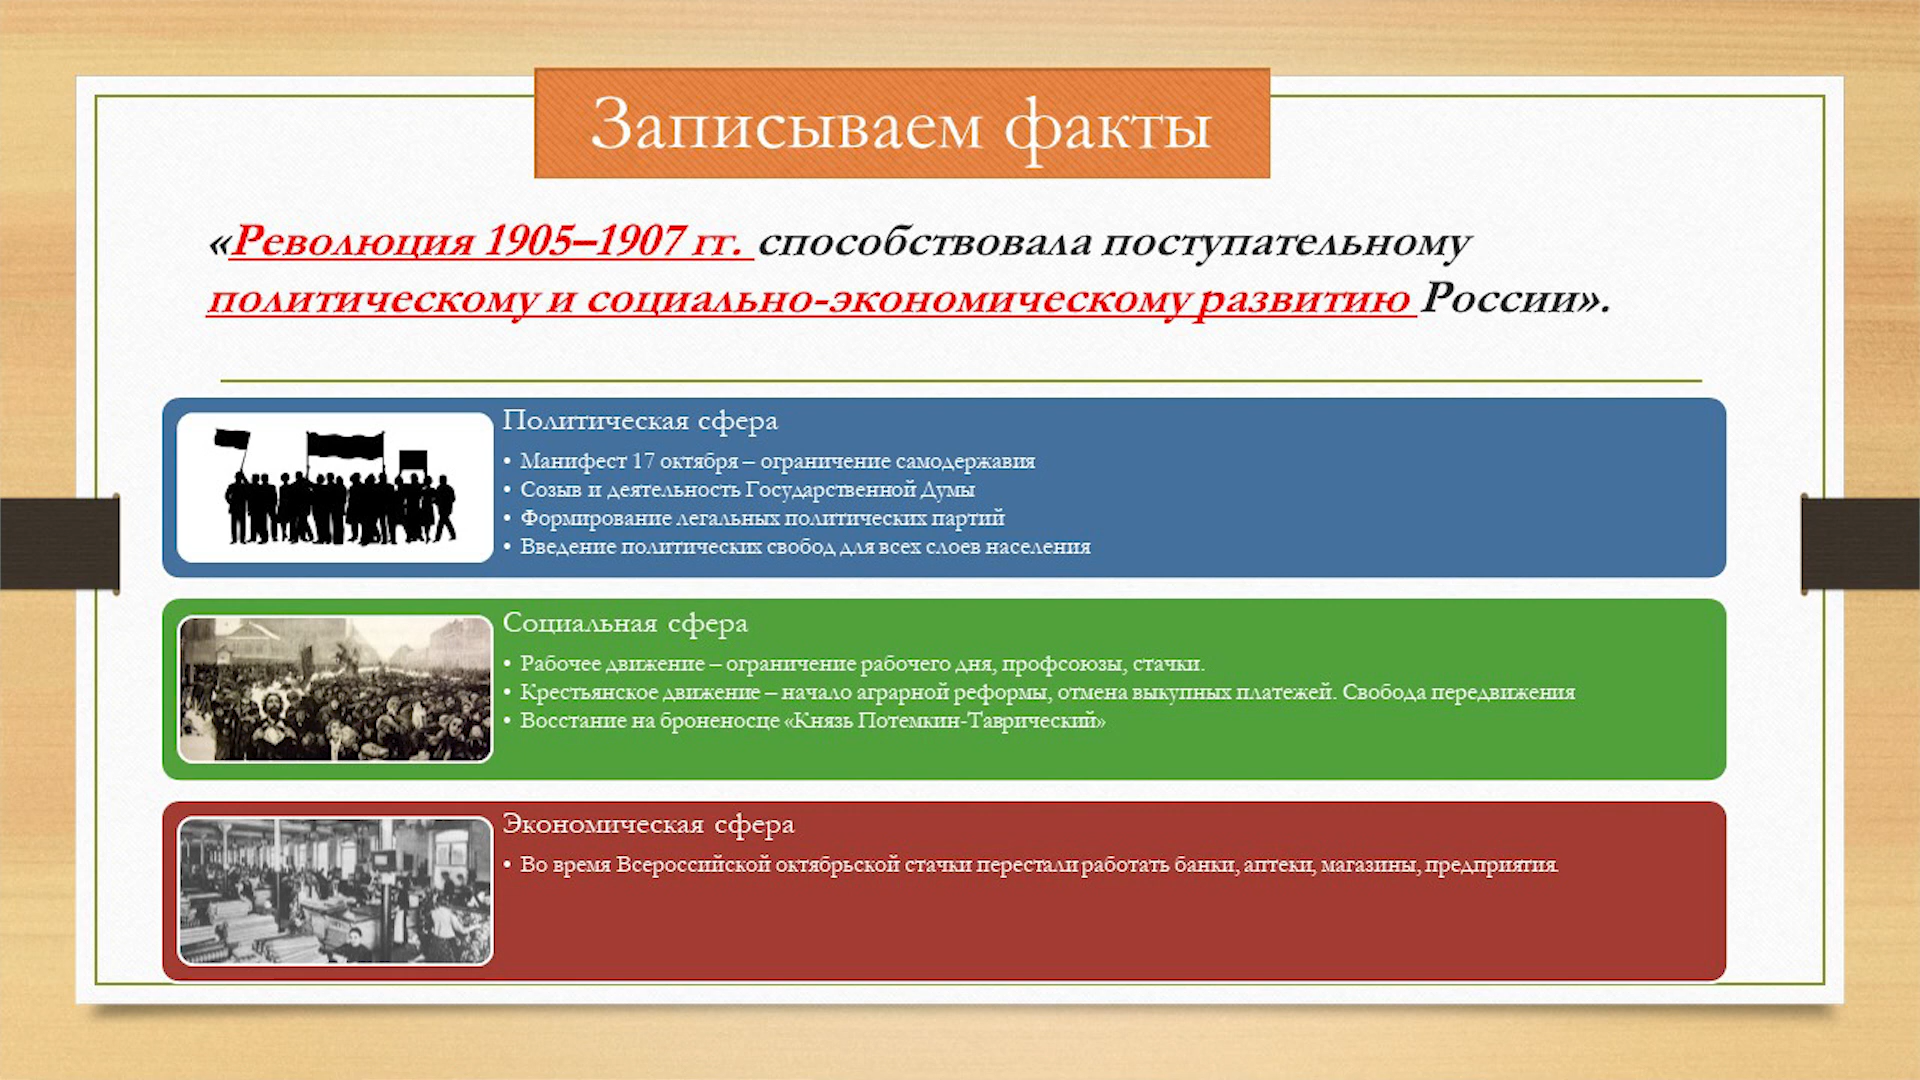 Записываем факты
«Революция 1905–1907 гг. способствовала поступательному
политическому и социально-экономическому развитию России».
Политическая сфера
• Манифест 17 октября – ограничение самодержавия
• Созыв и деятельность Государственной Думы
• Формирование легальных политических партий
• Введение политических свобод для всех слоев населения
Социальная сфера
• Рабочее движение – ограничение рабочего дня, профсоюзы, стачки.
• Крестьянское движение – начало аграрной реформы, отмена выкупных платежей. Свобода передвижения
• Восстание на броненосце «Князь Потемкин-Таврический»
Экономическая сфера
• Во время Всероссийской октябрьской стачки перестали работать банки, аптеки, магазины, предприятия.